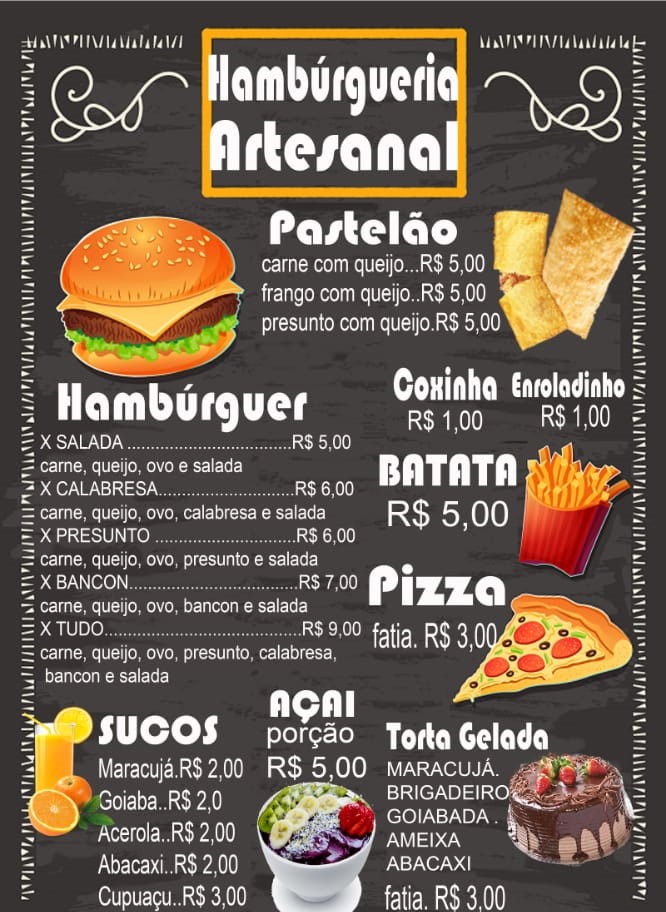 Hambúrgueria
Artesanal
Pastelão
carne com queijo...R$ 5,00
frango com queijo..R$ 5,00
presunto com queijo.R$ 5,00
Coxinha
R$ 1,00
Enroladinho
R$ 1,00
Hambúrguer
X SALADA .................................R$ 5,00
carne, queijo, ovo e salada
X CALABRESA...........................R$ 6,00
carne, queijo, ovo, calabresa e salada
X PRESUNTO ............................R$ 6,00
carne, queijo, ovo, presunto e salada
X BANCON..................................R$ 7,00
carne, queijo, ovo, bancon e salada
X TUDO.......................................R$ 9,00
carne, queijo, ovo, presunto, calabresa,
bancon e salada
BATATA
R$ 5,00
Pizza
fatia. R$ 3,00
SUCOS
Maracujá.R$ 2,00
Goiaba..R$ 2,0
Acerola..R$ 2,00
Abacaxi..R$ 2,00
Cupuaçu..R$ 3,00
AÇAI
porção
R$ 5,00
Torta Gelada
MARACUJÁ.
BRIGADEIRO
GOIABADA .
AMEIXA
ABACAXI
fatia. R$ 3,00